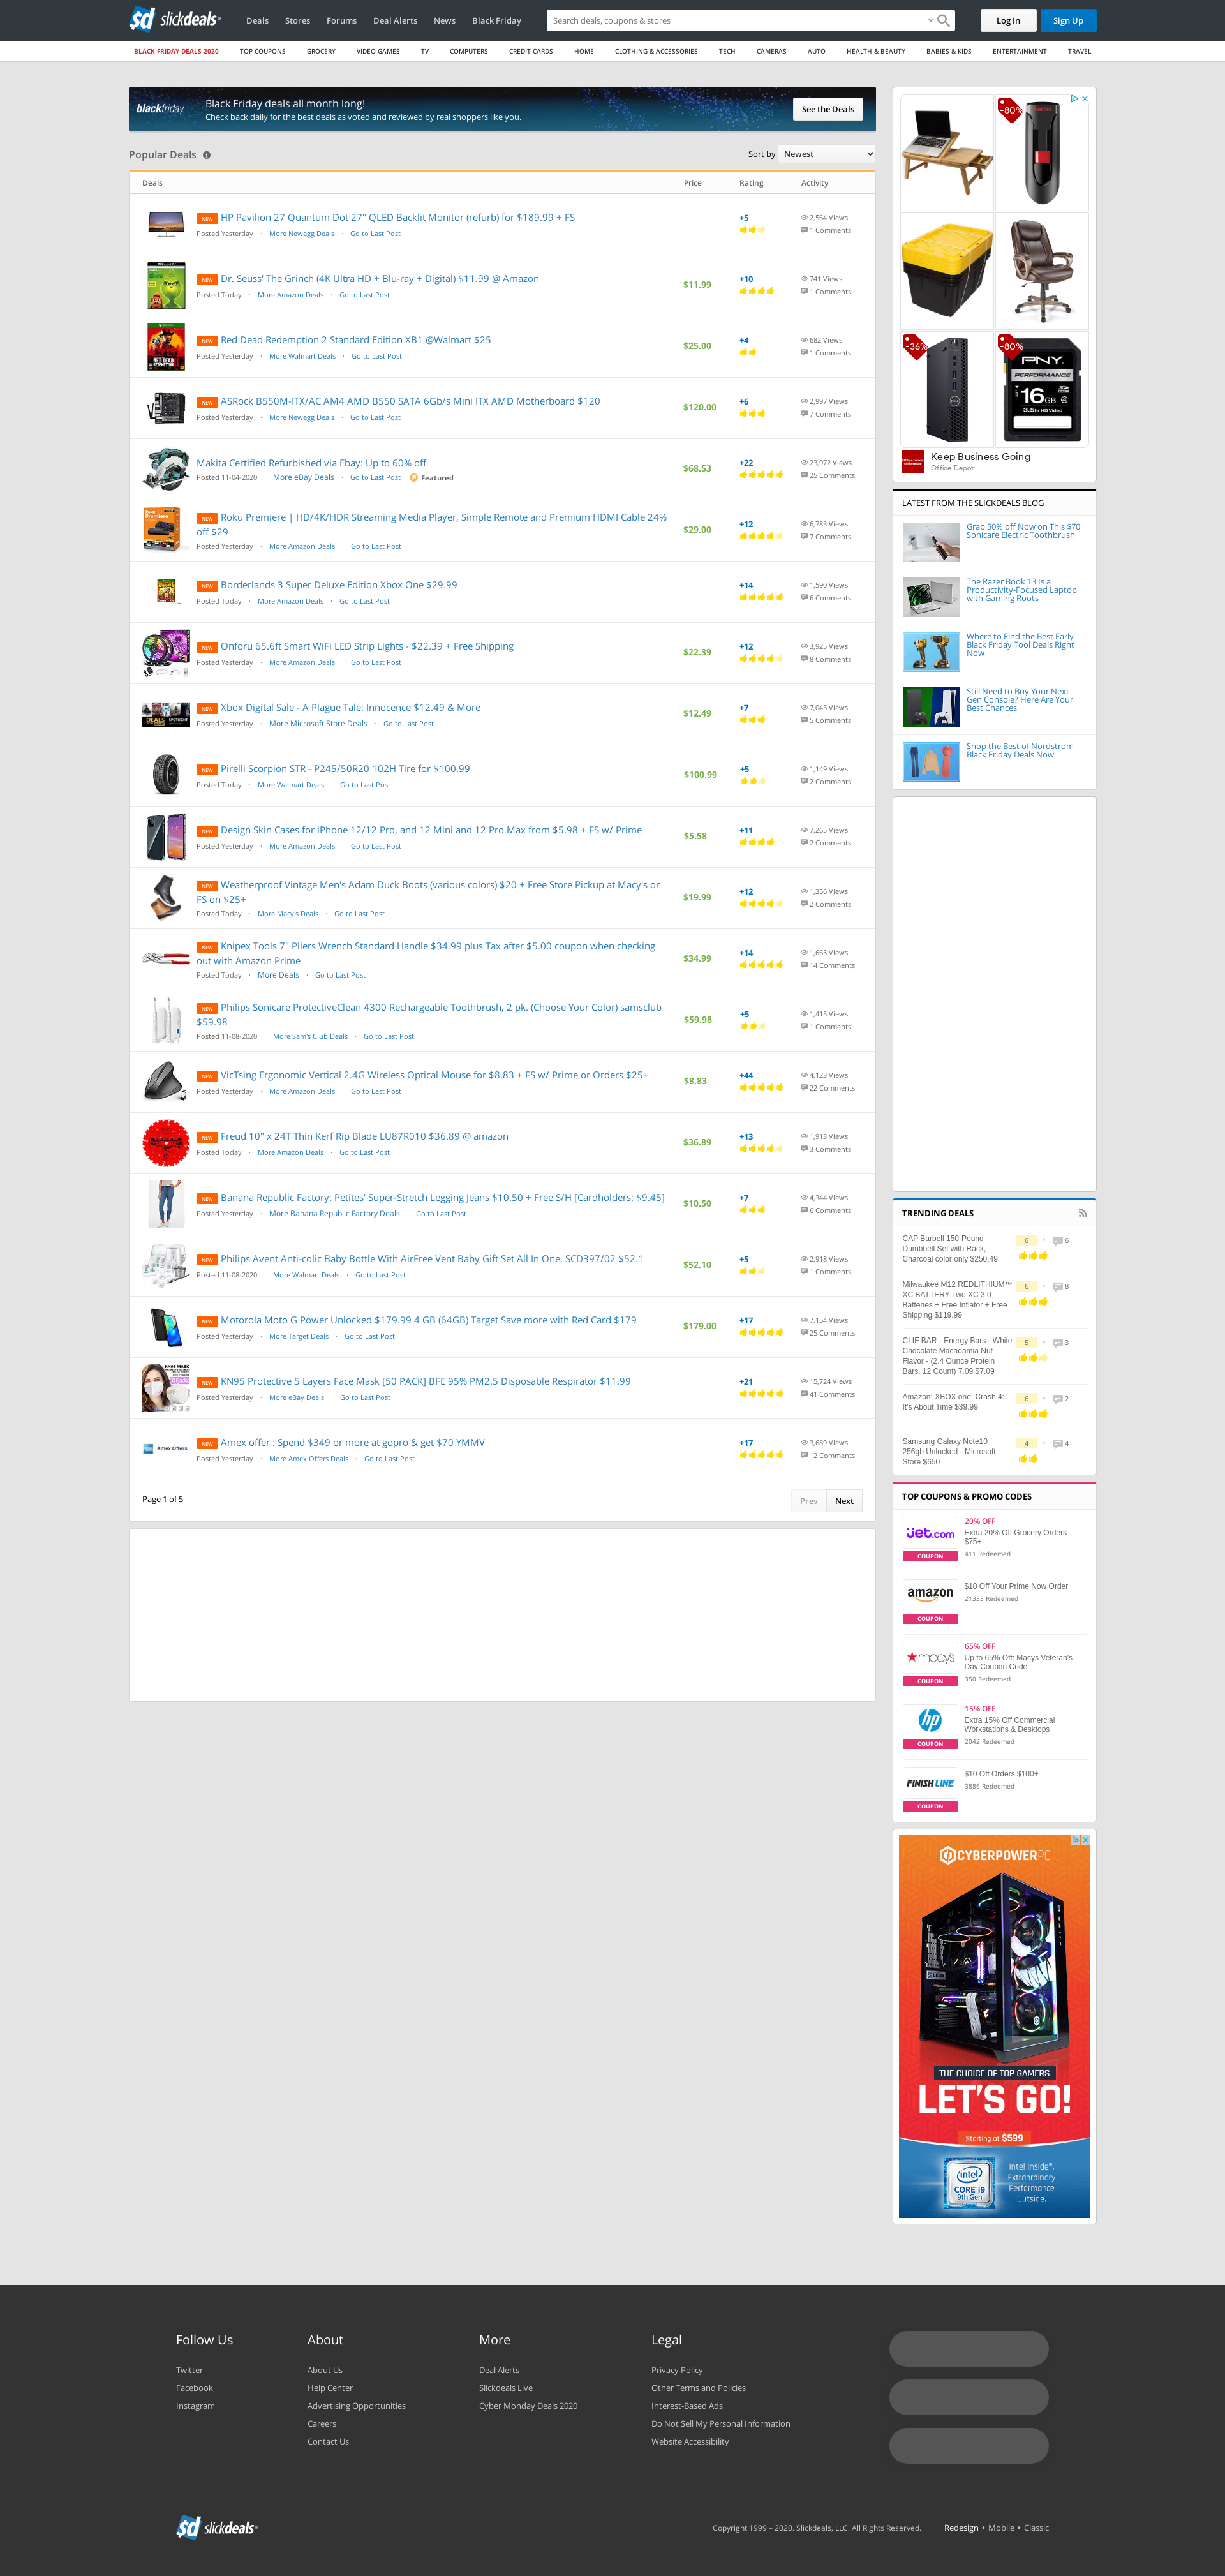 slickdeals
Deals
Stores
Forums
Deal Alerts
News
Black Friday
Search deals, coupons & stores
Log In
Sign Up
BLACK FRIDAY DEALS 2020
TOP COUPONS
GROCERY
VIDEO GAMES
TV
COMPUTERS
CREDIT CARDS
HOME
CLOTHING & ACCESSORIES
TECH
CAMERAS
AUTO
HEALTH & BEAUTY
BABIES & KIDS
ENTERTAINMENT
TRAVEL
blackfriday
Black Friday deals all month long!
Check back daily for the best deals as voted and reviewed by real shoppers like you.
See the Deals
Popular Deals
Sort by Newest
Deals Price Rating Activity
NEW HP Pavilion 27 Quantum Dot 27" QLED Backlit Monitor (refurb) for $189.99 + FS
Posted Yesterday · More Newegg Deals · Go to Last Post
+5
2,564 Views
1 Comments
NEW Dr. Seuss' The Grinch (4K Ultra HD + Blu-ray + Digital) $11.99 @ Amazon
Posted Today · More Amazon Deals · Go to Last Post
$11.99
+10
741 Views
1 Comments
NEW Red Dead Redemption 2 Standard Edition XB1 @Walmart $25
Posted Yesterday · More Walmart Deals · Go to Last Post
$25.00
+4
682 Views
1 Comments
NEW ASRock B550M-ITX/AC AM4 AMD B550 SATA 6Gb/s Mini ITX AMD Motherboard $120
Posted Yesterday · More Newegg Deals · Go to Last Post
$120.00
+6
2,997 Views
7 Comments
Makita Certified Refurbished via Ebay: Up to 60% off
Posted 11-04-2020 · More eBay Deals · Go to Last Post Featured
$68.53
+22
23,972 Views
25 Comments
NEW Roku Premiere | HD/4K/HDR Streaming Media Player, Simple Remote and Premium HDMI Cable 24%
off $29
Posted Yesterday · More Amazon Deals · Go to Last Post
$29.00
+12
6,783 Views
7 Comments
NEW Borderlands 3 Super Deluxe Edition Xbox One $29.99
Posted Today · More Amazon Deals · Go to Last Post
+14
1,590 Views
6 Comments
NEW Onforu 65.6ft Smart WiFi LED Strip Lights - $22.39 + Free Shipping
Posted Yesterday · More Amazon Deals · Go to Last Post
$22.39
+12
3,925 Views
8 Comments
NEW Xbox Digital Sale - A Plague Tale: Innocence $12.49 & More
Posted Yesterday · More Microsoft Store Deals · Go to Last Post
$12.49
+7
7,043 Views
5 Comments
NEW Pirelli Scorpion STR - P245/50R20 102H Tire for $100.99
Posted Today · More Walmart Deals · Go to Last Post
$100.99
+5
1,149 Views
2 Comments
NEW Design Skin Cases for iPhone 12/12 Pro, and 12 Mini and 12 Pro Max from $5.98 + FS w/ Prime
Posted Yesterday · More Amazon Deals · Go to Last Post
$5.58
+11
7,265 Views
2 Comments
NEW Weatherproof Vintage Men's Adam Duck Boots (various colors) $20 + Free Store Pickup at Macy's or
FS on $25+
Posted Today · More Macy's Deals · Go to Last Post
$19.99
+12
1,356 Views
2 Comments
NEW Knipex Tools 7" Pliers Wrench Standard Handle $34.99 plus Tax after $5.00 coupon when checking
out with Amazon Prime
Posted Today · More Deals · Go to Last Post
$34.99
+14
1,665 Views
14 Comments
NEW Philips Sonicare ProtectiveClean 4300 Rechargeable Toothbrush, 2 pk. (Choose Your Color) samsclub
$59.98
Posted 11-08-2020 · More Sam's Club Deals · Go to Last Post
$59.98
+5
1,415 Views
1 Comments
NEW VicTsing Ergonomic Vertical 2.4G Wireless Optical Mouse for $8.83 + FS w/ Prime or Orders $25+
Posted Yesterday · More Amazon Deals · Go to Last Post
$8.83
+44
4,123 Views
22 Comments
NEW Freud 10" x 24T Thin Kerf Rip Blade LU87R010 $36.89 @ amazon
Posted Today · More Amazon Deals · Go to Last Post
$36.89
+13
1,913 Views
3 Comments
NEW Banana Republic Factory: Petites' Super-Stretch Legging Jeans $10.50 + Free S/H [Cardholders: $9.45]
Posted Yesterday · More Banana Republic Factory Deals · Go to Last Post
$10.50
+7
4,344 Views
6 Comments
NEW Philips Avent Anti-colic Baby Bottle With AirFree Vent Baby Gift Set All In One, SCD397/02 $52.1
Posted 11-08-2020 · More Walmart Deals · Go to Last Post
$52.10
+5
2,918 Views
1 Comments
NEW Motorola Moto G Power Unlocked $179.99 4 GB (64GB) Target Save more with Red Card $179
Posted Yesterday · More Target Deals · Go to Last Post
$179.00
+17
7,154 Views
25 Comments
NEW KN95 Protective 5 Layers Face Mask [50 PACK] BFE 95% PM2.5 Disposable Respirator $11.99
Posted Yesterday · More eBay Deals · Go to Last Post
+21
15,724 Views
41 Comments
Amex Offers
NEW Amex offer : Spend $349 or more at gopro & get $70 YMMV
Posted Yesterday · More Amex Offers Deals · Go to Last Post
+17
3,689 Views
12 Comments
Page 1 of 5
Prev
Next
-80%
-36%
-80%
PNY
PERFORMANCE
16GB
3.5hr HD Video
Keep Business Going
Office Depot
LATEST FROM THE SLICKDEALS BLOG
Grab 50% off Now on This $70
Sonicare Electric Toothbrush
The Razer Book 13 Is a
Productivity-Focused Laptop
with Gaming Roots
Where to Find the Best Early
Black Friday Tool Deals Right
Now
Still Need to Buy Your Next-
Gen Console? Here Are Your
Best Chances
Shop the Best of Nordstrom
Black Friday Deals Now
TRENDING DEALS
CAP Barbell 150-Pound
Dumbbell Set with Rack,
Charcoal color only $250.49
6 · 6
Milwaukee M12 REDLITHIUM™
XC BATTERY Two XC 3.0
Batteries + Free Inflator + Free
Shipping $119.99
6 · 8
CLIF BAR - Energy Bars - White
Chocolate Macadamia Nut
Flavor - (2.4 Ounce Protein
Bars, 12 Count) 7.09 $7.09
5 · 3
Amazon: XBOX one: Crash 4:
It's About Time $39.99
6 · 2
Samsung Galaxy Note10+
256gb Unlocked - Microsoft
Store $650
4 · 4
TOP COUPONS & PROMO CODES
jet.com
COUPON
20% OFF
Extra 20% Off Grocery Orders
$75+
411 Redeemed
amazon
COUPON
$10 Off Your Prime Now Order
21333 Redeemed
macy's
COUPON
65% OFF
Up to 65% Off: Macys Veteran's
Day Coupon Code
350 Redeemed
hp
COUPON
15% OFF
Extra 15% Off Commercial
Workstations & Desktops
2042 Redeemed
FINISH LINE
COUPON
$10 Off Orders $100+
3886 Redeemed
CYBERPOWERPC
THE CHOICE OF TOP GAMERS
LET'S GO!
Starting at $599
intel
CORE i9
9th Gen
Intel Inside®.
Extraordinary
Performance
Outside.
Follow Us
Twitter
Facebook
Instagram
About
About Us
Help Center
Advertising Opportunities
Careers
Contact Us
More
Deal Alerts
Slickdeals Live
Cyber Monday Deals 2020
Legal
Privacy Policy
Other Terms and Policies
Interest-Based Ads
Do Not Sell My Personal Information
Website Accessibility
slickdeals
Copyright 1999 – 2020. Slickdeals, LLC. All Rights Reserved.
Redesign • Mobile • Classic